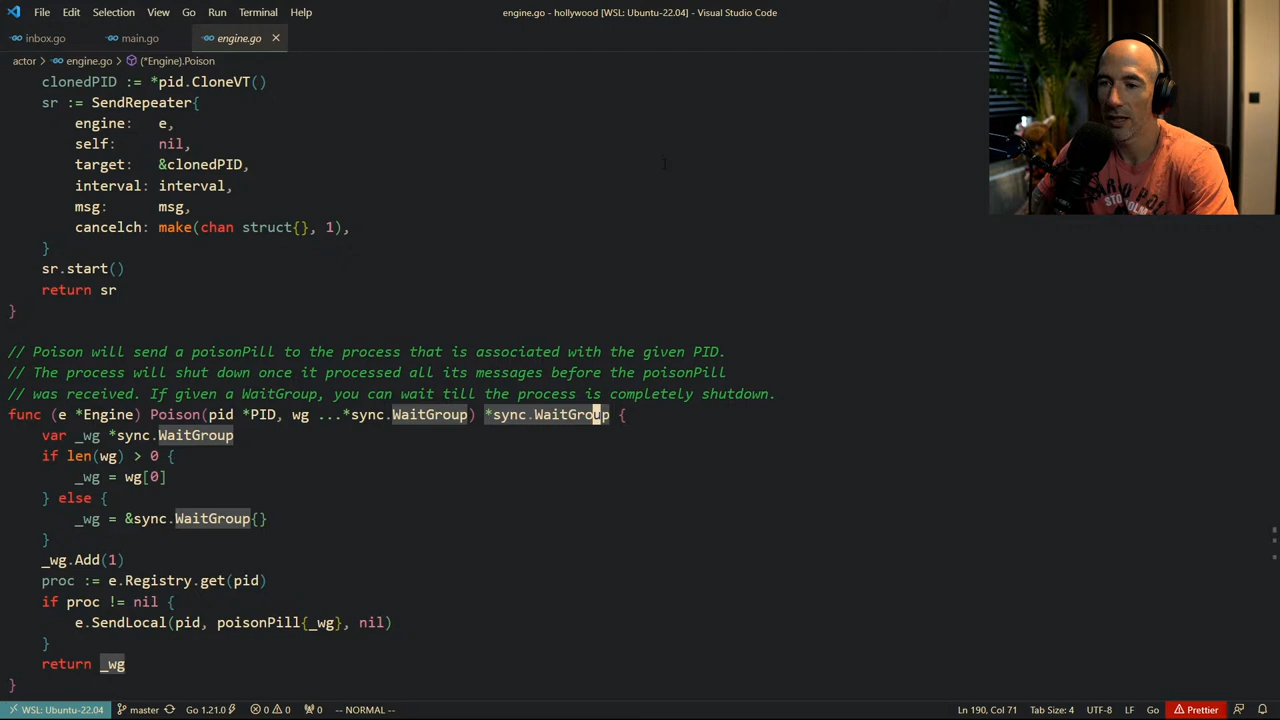 File Edit Selection View Go Run Terminal Help
engine.go - hollywood [WSL: Ubuntu-22.04] - Visual Studio Code
inbox.go main.go engine.go
actor > engine.go > (*Engine).Poison
clonedPID := *pid.CloneVT()
sr := SendRepeater{
engine: e,
self: nil,
target: &clonedPID,
interval: interval,
msg: msg,
cancelch: make(chan struct{}, 1),
}
sr.start()
return sr
}
// Poison will send a poisonPill to the process that is associated with the given PID.
// The process will shut down once it processed all its messages before the poisonPill
// was received. If given a WaitGroup, you can wait till the process is completely shutdown.
func (e *Engine) Poison(pid *PID, wg ...*sync.WaitGroup) *sync.WaitGroup {
var _wg *sync.WaitGroup
if len(wg) > 0 {
_wg = wg[0]
} else {
_wg = &sync.WaitGroup{}
}
_wg.Add(1)
proc := e.Registry.get(pid)
if proc != nil {
e.SendLocal(pid, poisonPill{_wg}, nil)
}
return _wg
}
WSL: Ubuntu-22.04 master Go 1.21.0 0 0 0 -- NORMAL -- Ln 190, Col 71 Tab Size: 4 UTF-8 LF Go Prettier